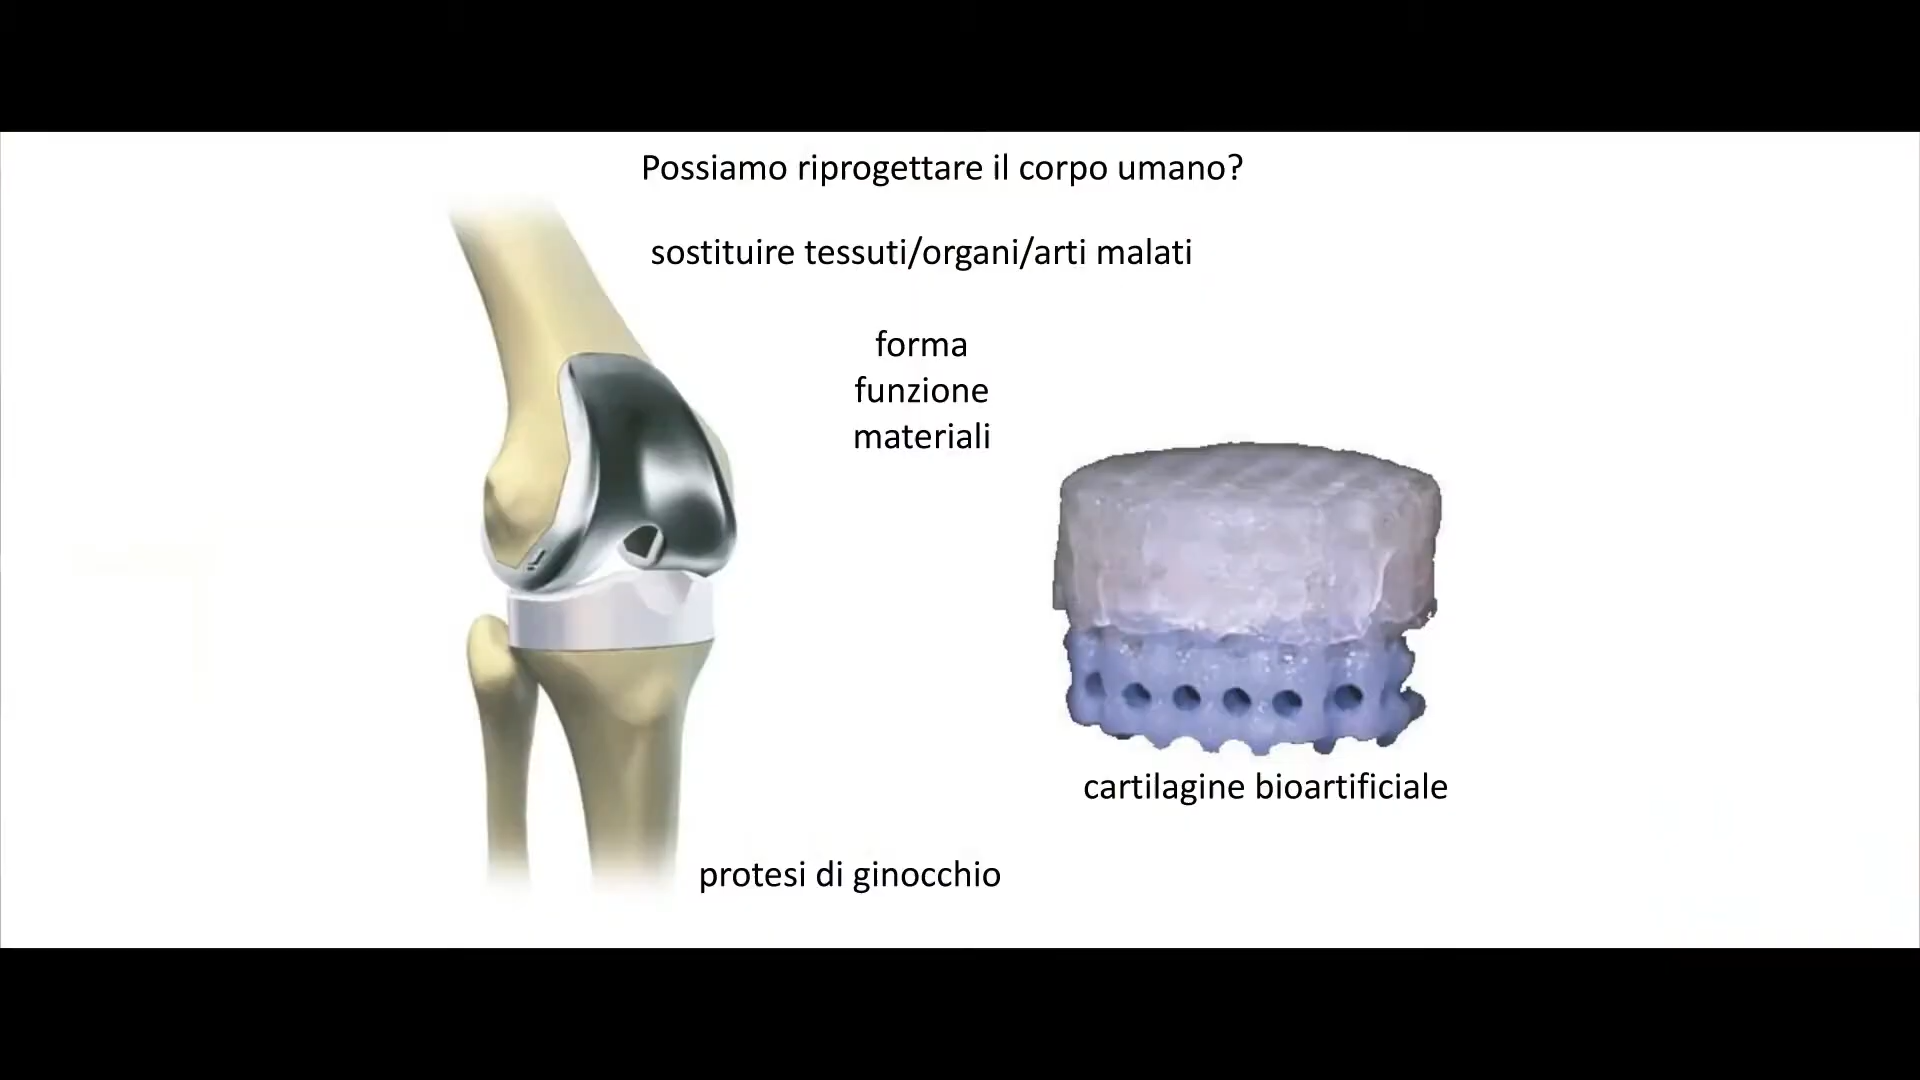 Possiamo riprogettare il corpo umano?
sostituire tessuti/organi/arti malati
forma
funzione
materiali
cartilagine bioartificiale
protesi di ginocchio